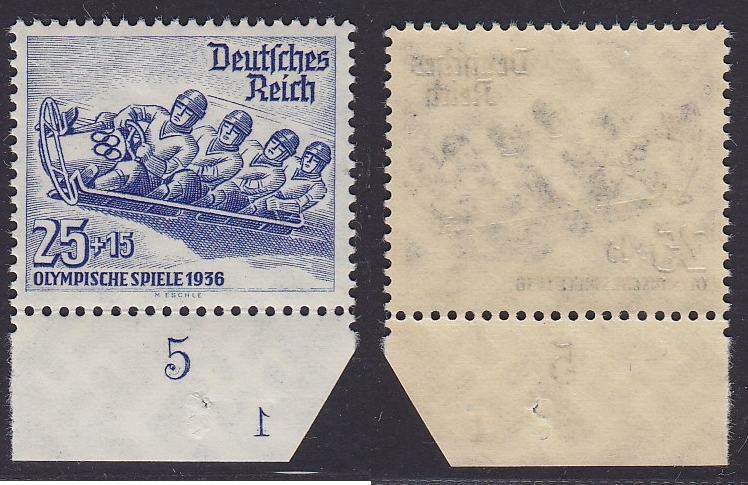 Deutsches
Reich
25+15
OLYMPISCHE SPIELE 1936
M ESCHLE
5
1